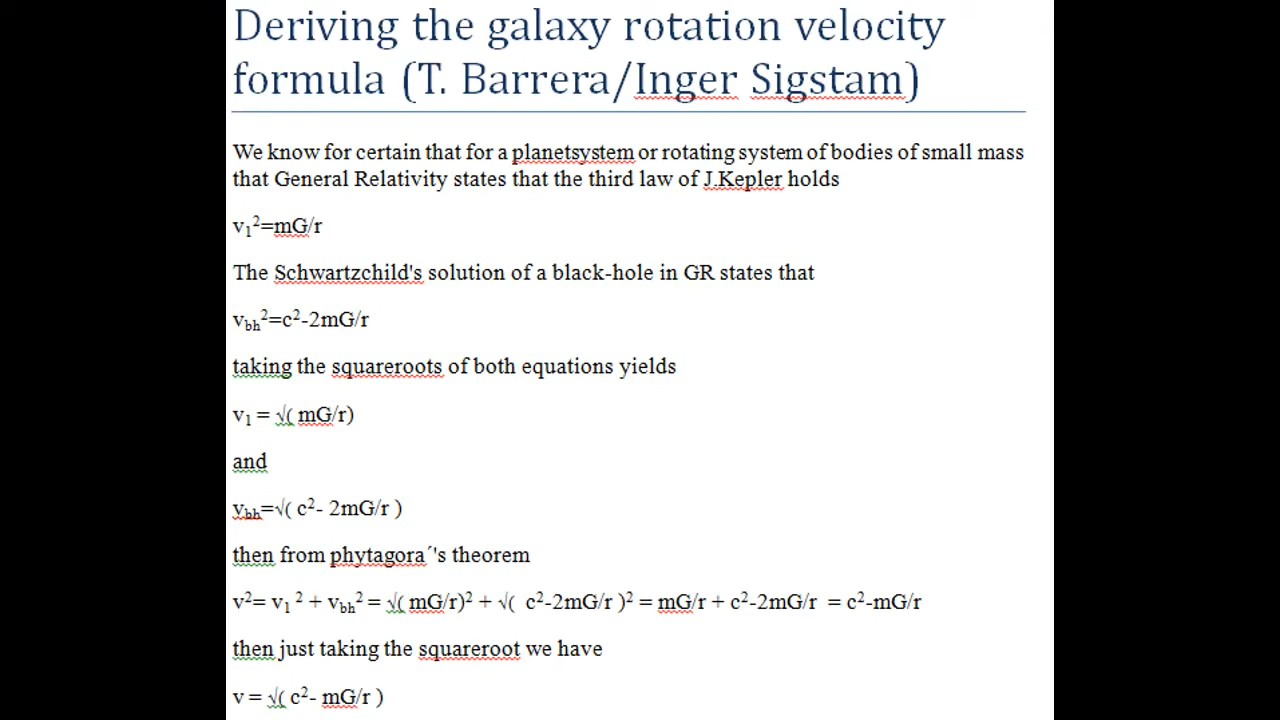 Deriving the galaxy rotation velocity
formula (T. Barrera/Inger Sigstam)
We know for certain that for a planetsystem or rotating system of bodies of small mass
that General Relativity states that the third law of J.Kepler holds
v₁²=mG/r
The Schwartzchild's solution of a black-hole in GR states that
v_bh²=c²-2mG/r
taking the squareroots of both equations yields
v₁ = √( mG/r)
and
v_bh=√( c²- 2mG/r )
then from phytagora´'s theorem
v²= v₁ ² + v_bh² = √( mG/r)² + √(  c²-2mG/r )² = mG/r + c²-2mG/r  = c²-mG/r
then just taking the squareroot we have
v = √( c²- mG/r )